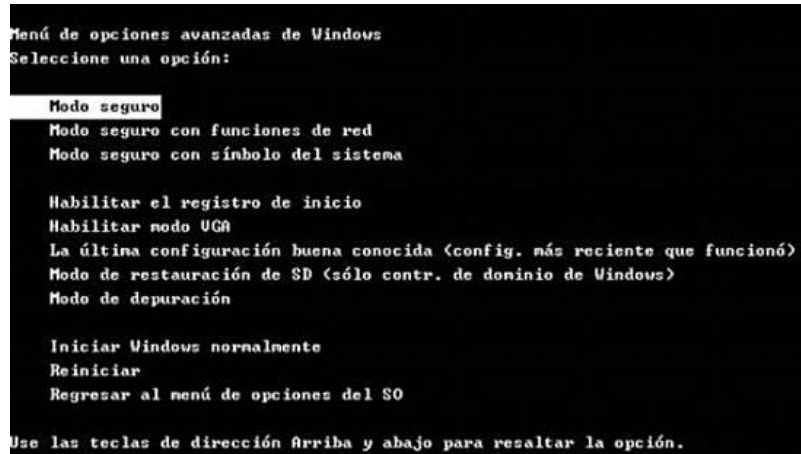 Menú de opciones avanzadas de Windows
Seleccione una opción:
Modo seguro
Modo seguro con funciones de red
Modo seguro con símbolo del sistema
Habilitar el registro de inicio
Habilitar modo VGA
La última configuración buena conocida (config. más reciente que funcionó)
Modo de restauración de SD (sólo contr. de dominio de Windows)
Modo de depuración
Iniciar Windows normalmente
Reiniciar
Regresar al menú de opciones del SO
Use las teclas de dirección Arriba y abajo para resaltar la opción.